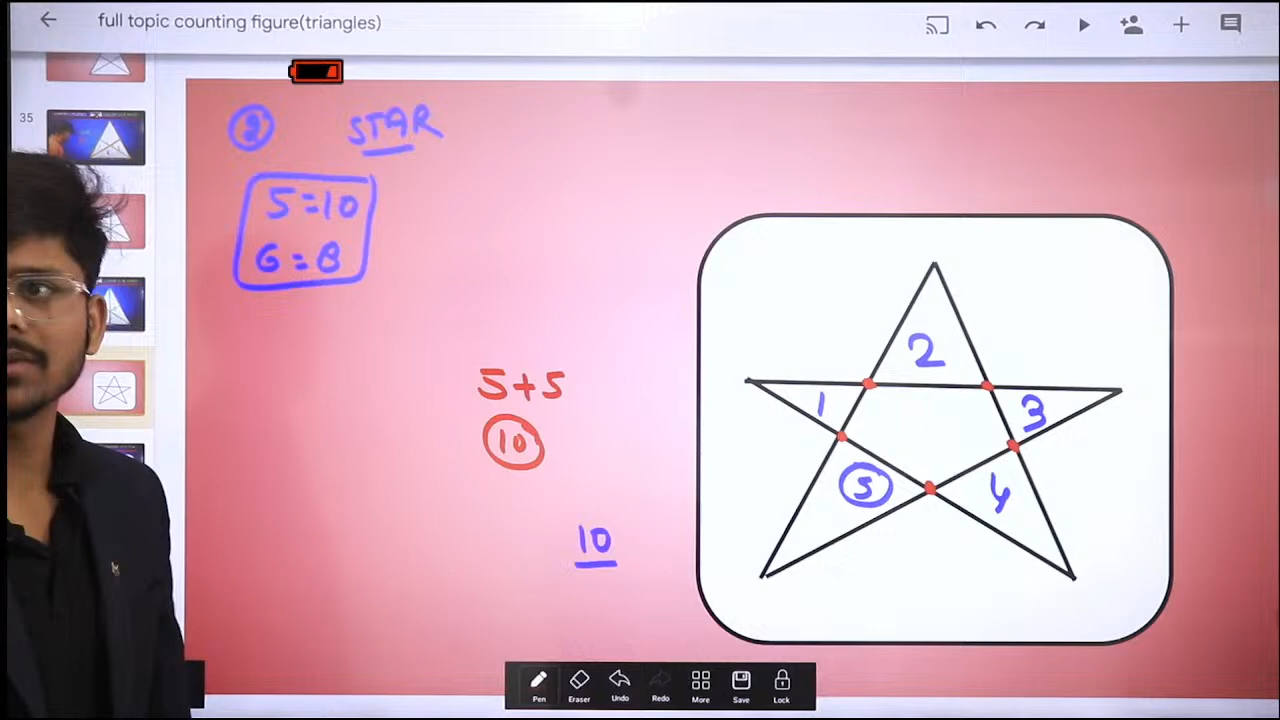 full topic counting figure(triangles)
35
8
STAR
5=10
6=8
5+5
10
10
2
1
3
5
4
Pen
Eraser
Undo
Redo
More
Save
Lock